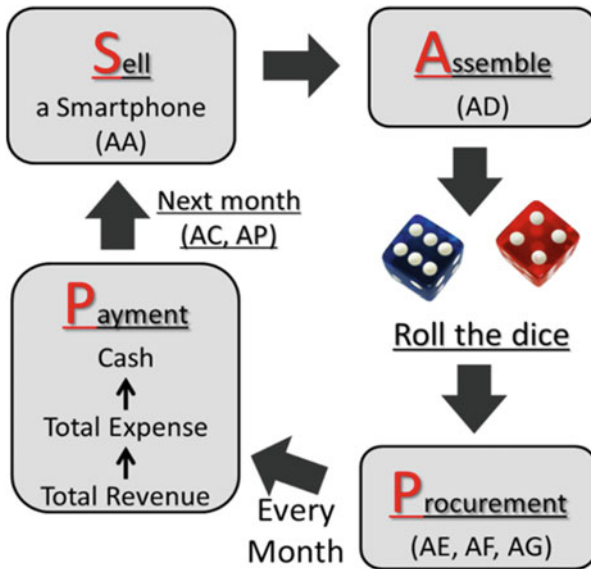 Sell
a Smartphone
(AA)
Assemble
(AD)
Roll the dice
Procurement
(AE, AF, AG)
Every
Month
Payment
Cash
Total Expense
Total Revenue
Next month
(AC, AP)